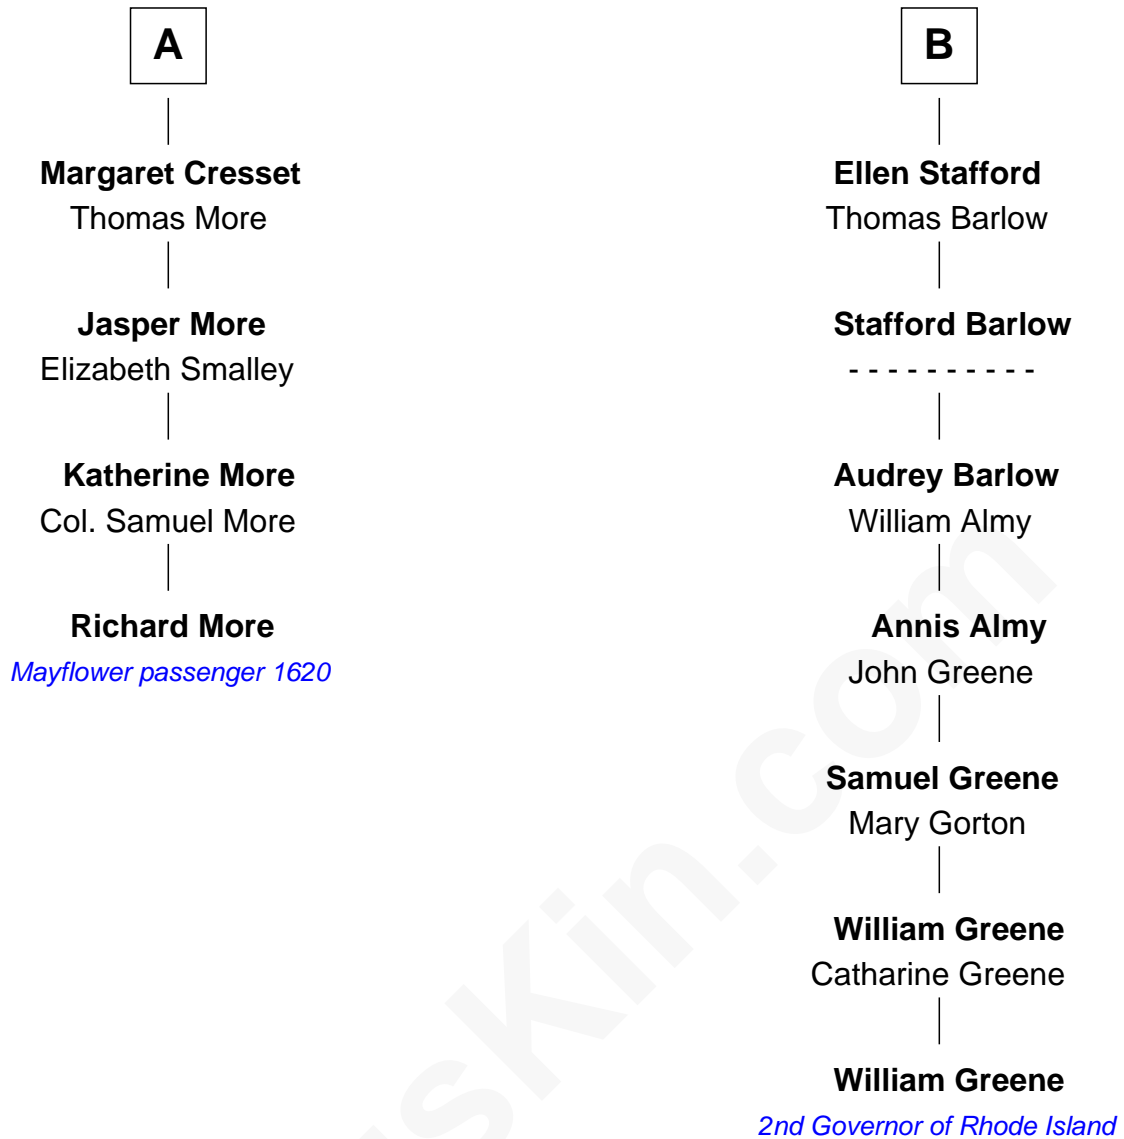 A
Margaret Cresset
Thomas More
Jasper More
Elizabeth Smalley
Katherine More
Col. Samuel More
Richard More
Mayflower passenger 1620
B
Ellen Stafford
Thomas Barlow
Stafford Barlow
- - - - - - - - - -
Audrey Barlow
William Almy
Annis Almy
John Greene
Samuel Greene
Mary Gorton
William Greene
Catharine Greene
William Greene
2nd Governor of Rhode Island
sKin.com